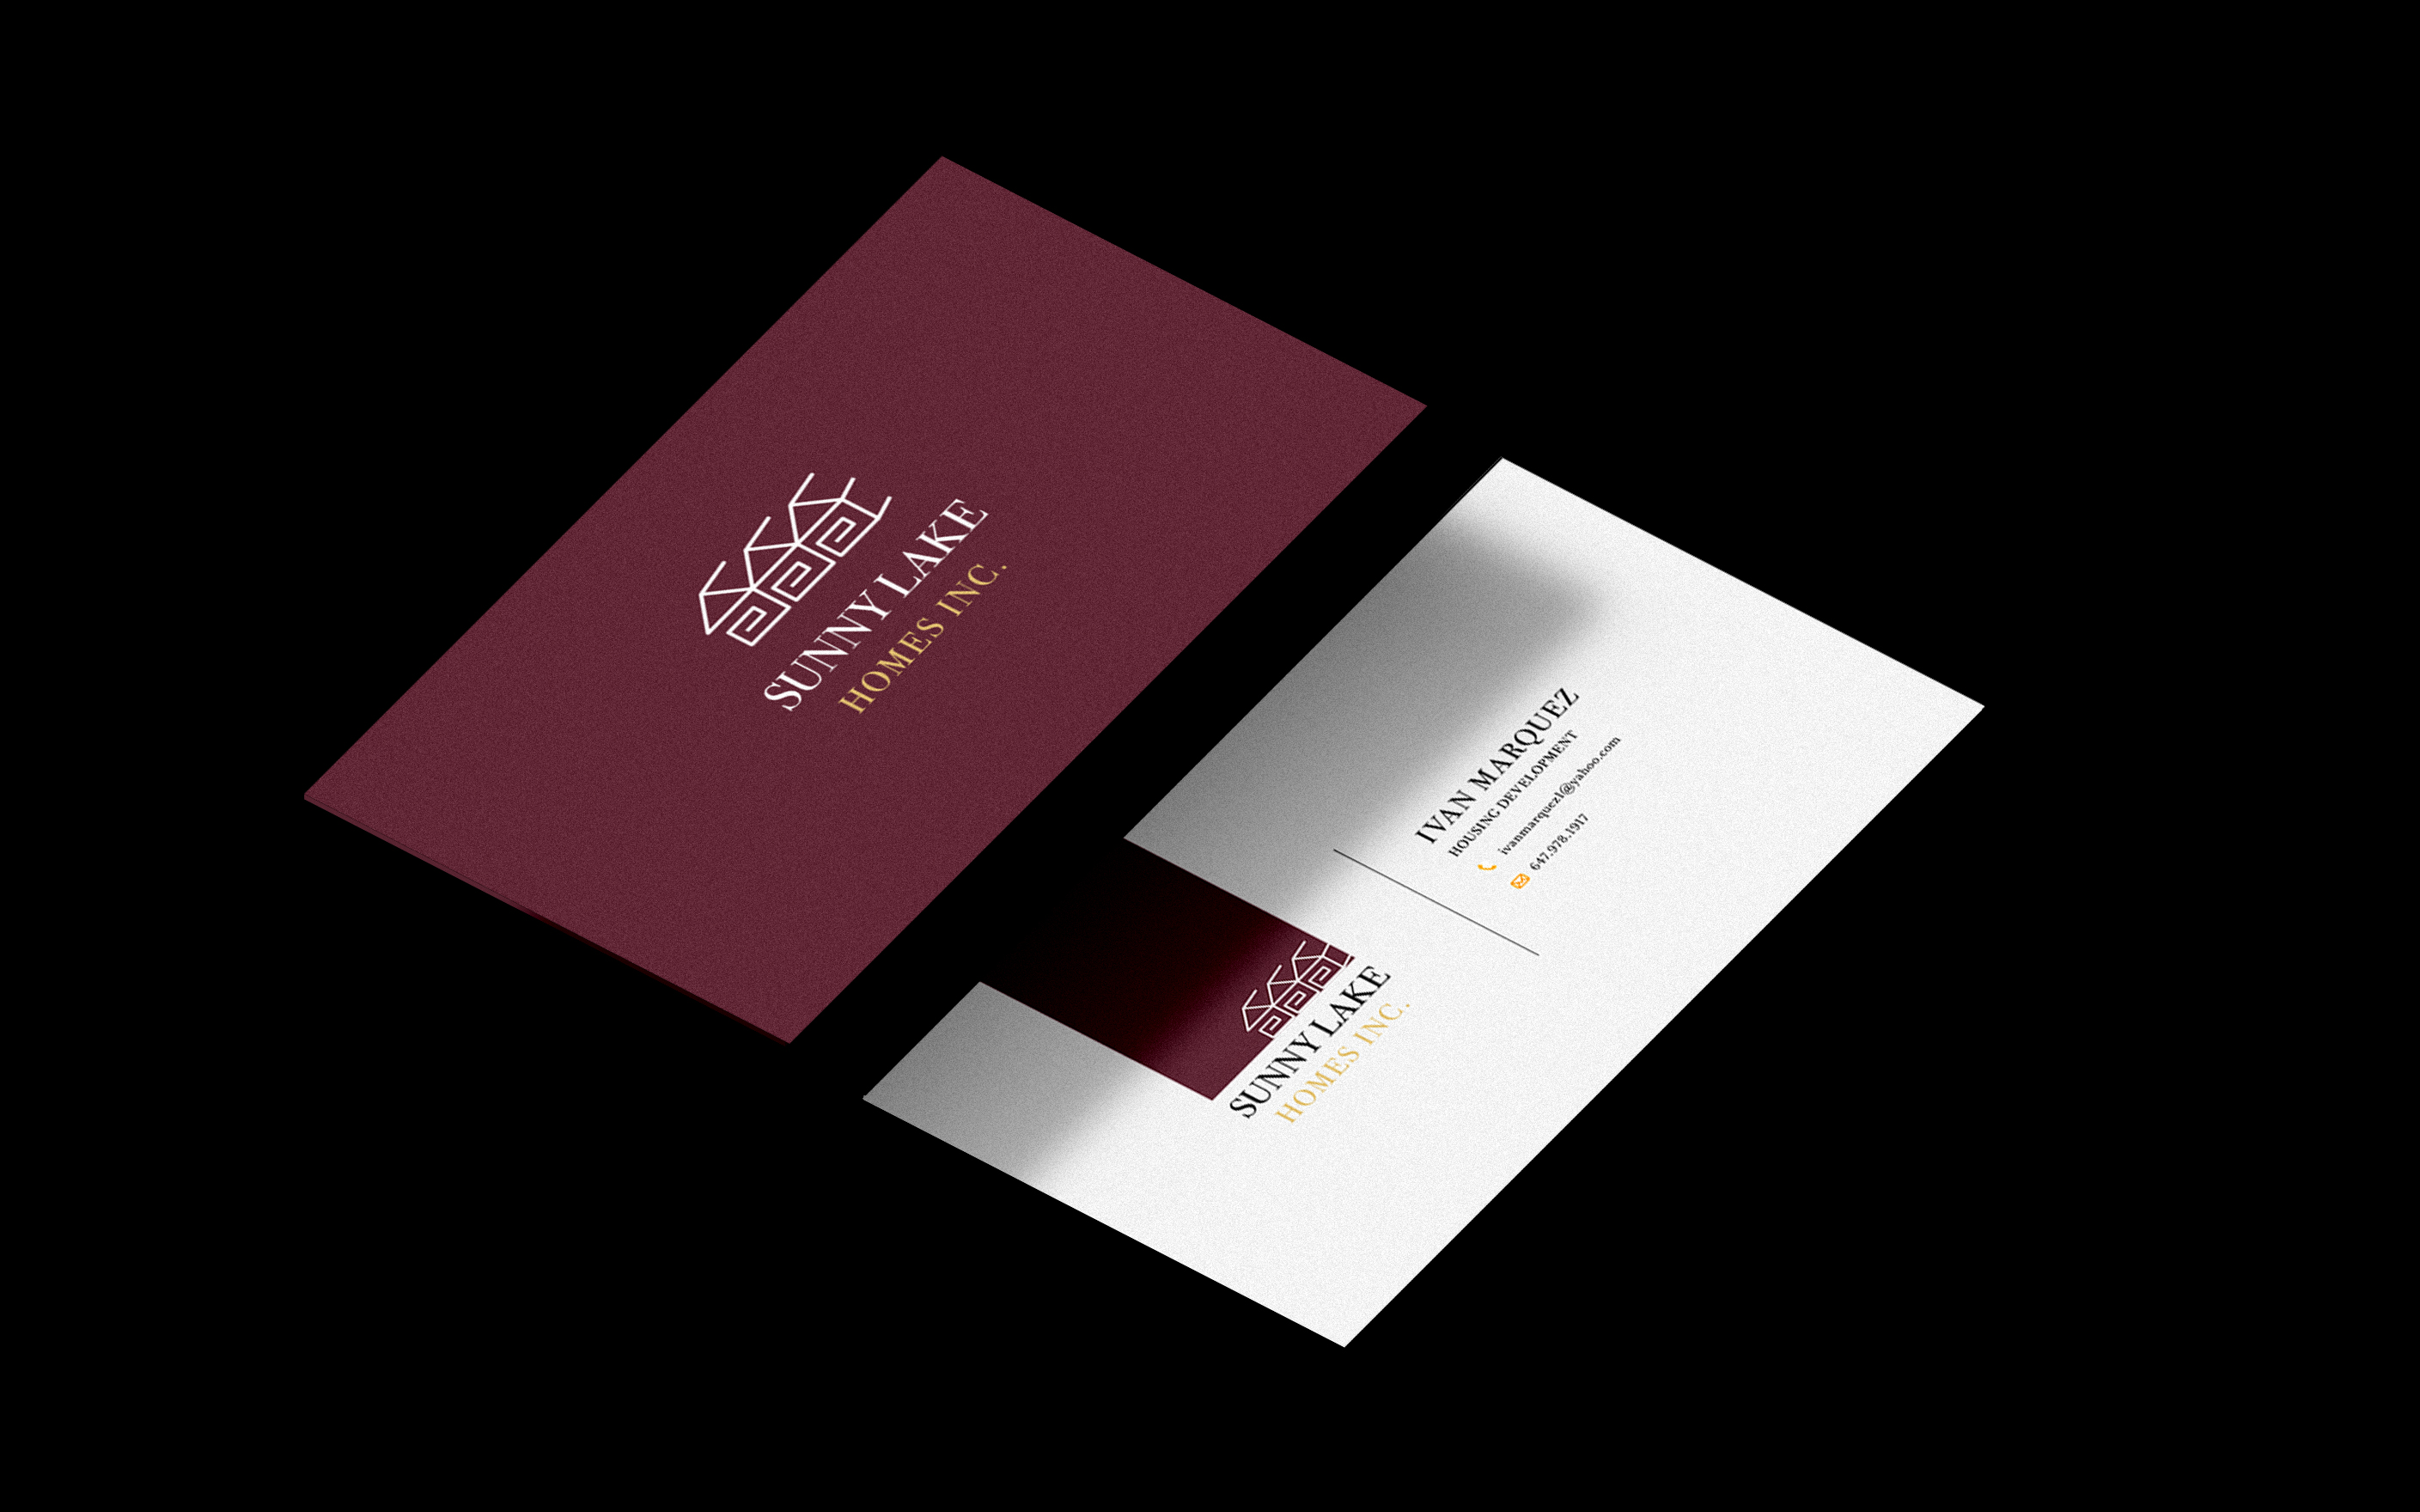 SUNNY LAKE
HOMES INC.
IVAN MARQUEZ
HOUSING DEVELOPMENT
ivanmarquez1@yahoo.com
647.978.1917
SUNNY LAKE
HOMES INC.